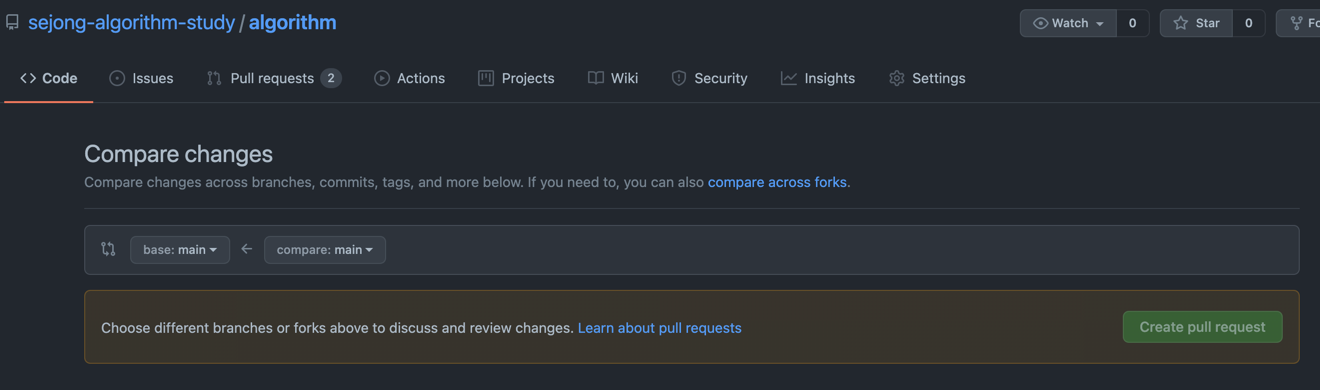 sejong-algorithm-study / algorithm
Watch 0 Star 0 Fo
Code Issues Pull requests 2 Actions Projects Wiki Security Insights Settings
Compare changes
Compare changes across branches, commits, tags, and more below. If you need to, you can also compare across forks.
base: main compare: main
Choose different branches or forks above to discuss and review changes. Learn about pull requests Create pull request